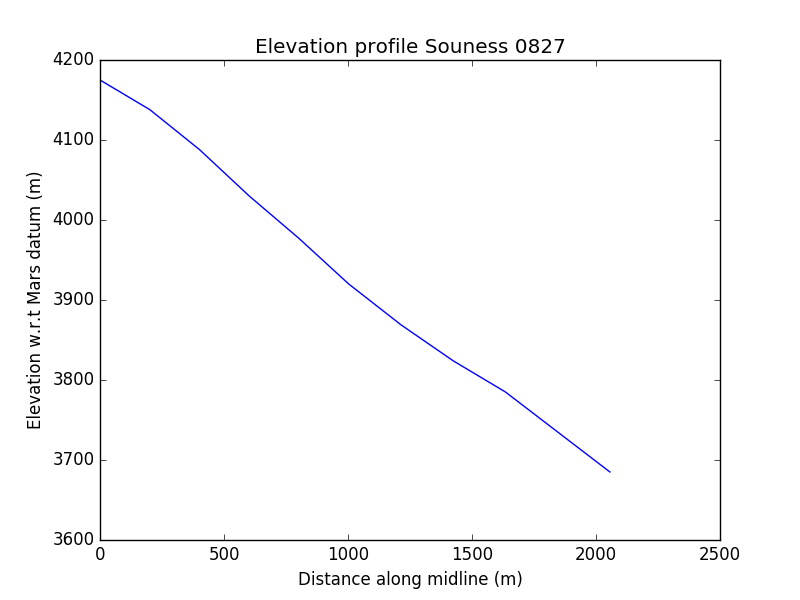 Elevation profile Souness 0827
4200
4100
4000
3900
3800
3700
3600
Elevation w.r.t Mars datum (m)
0 500 1000 1500 2000 2500
Distance along midline (m)